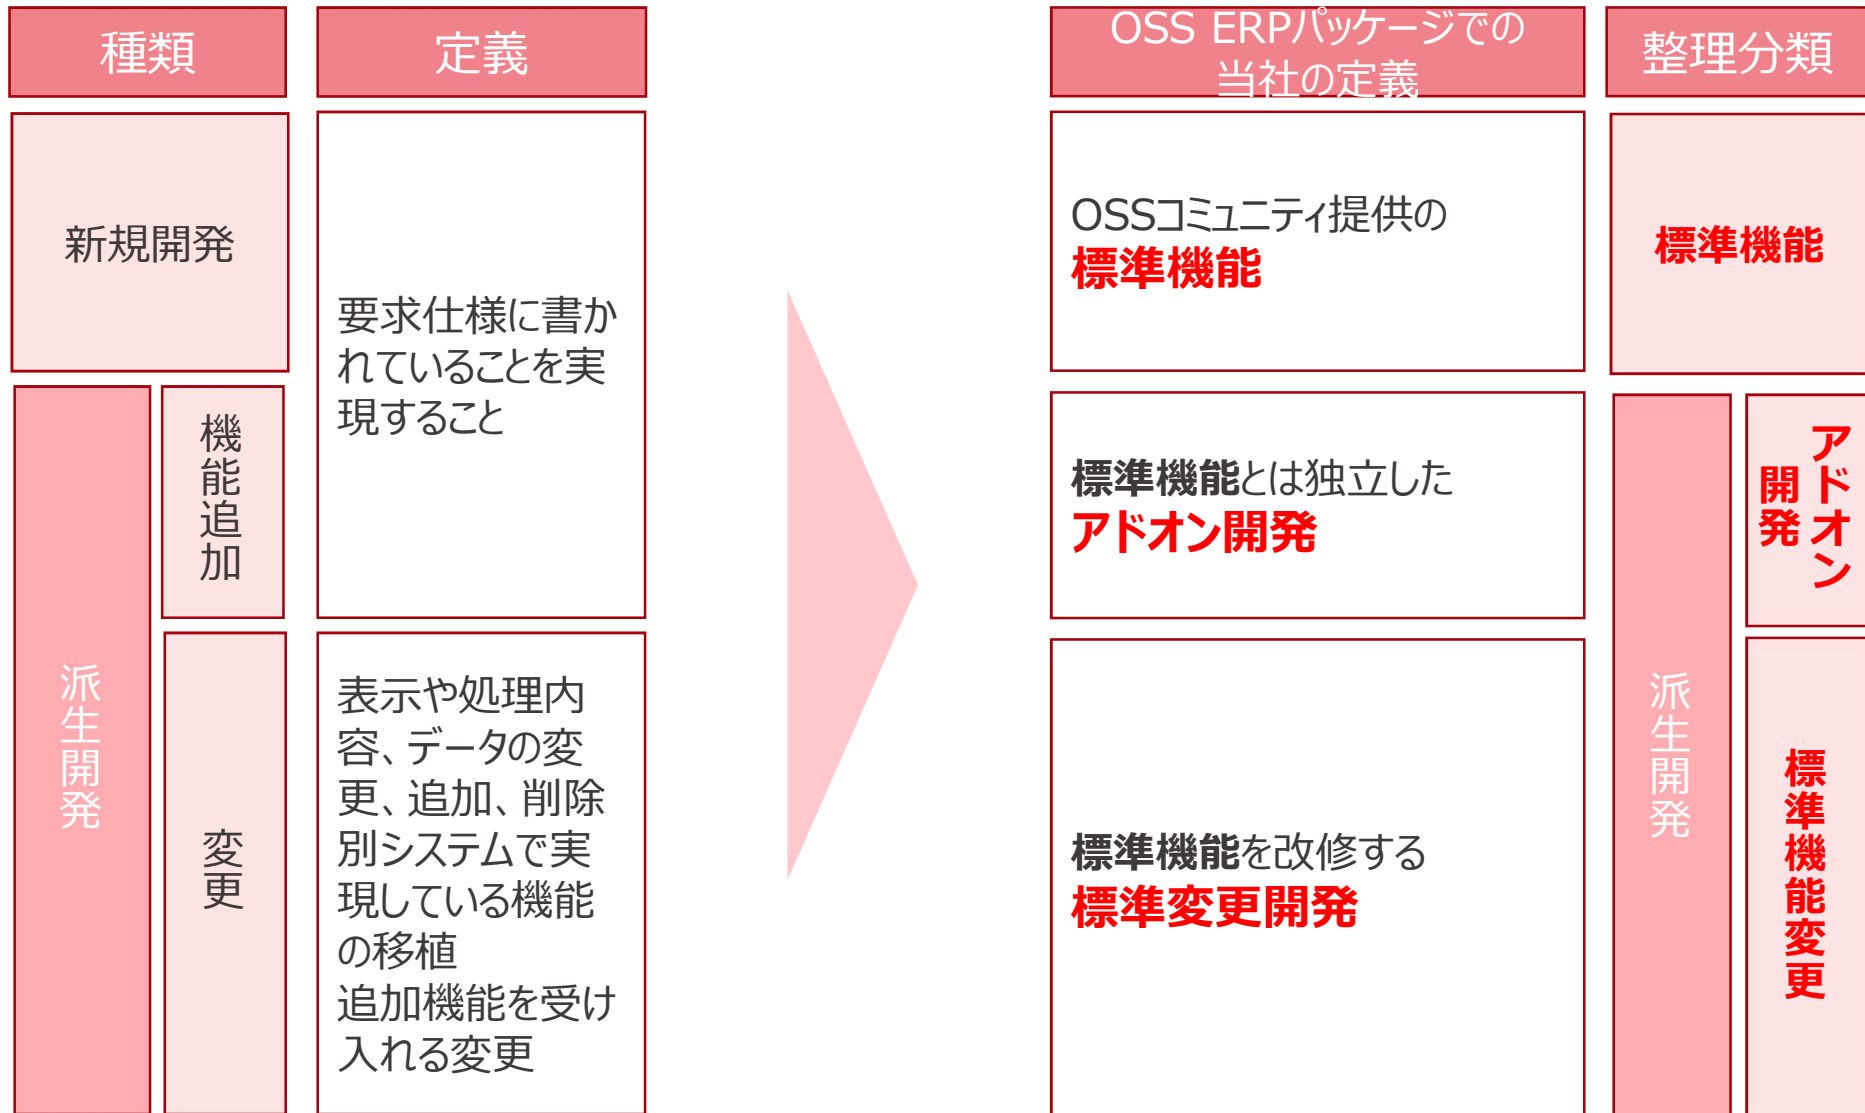 種類
定義
新規開発
要求仕様に書か
れていることを実
現すること
派生開発
機能追加
変更
表示や処理内
容、データの変
更、追加、削除
別システムで実
現している機能
の移植
追加機能を受け
入れる変更
OSS ERPパッケージでの
当社の定義
整理分類
OSSコミュニティ提供の
標準機能
標準機能
標準機能とは独立した
アドオン開発
派生開発
アドオン
開発
標準機能を改修する
標準変更開発
標準機能変更